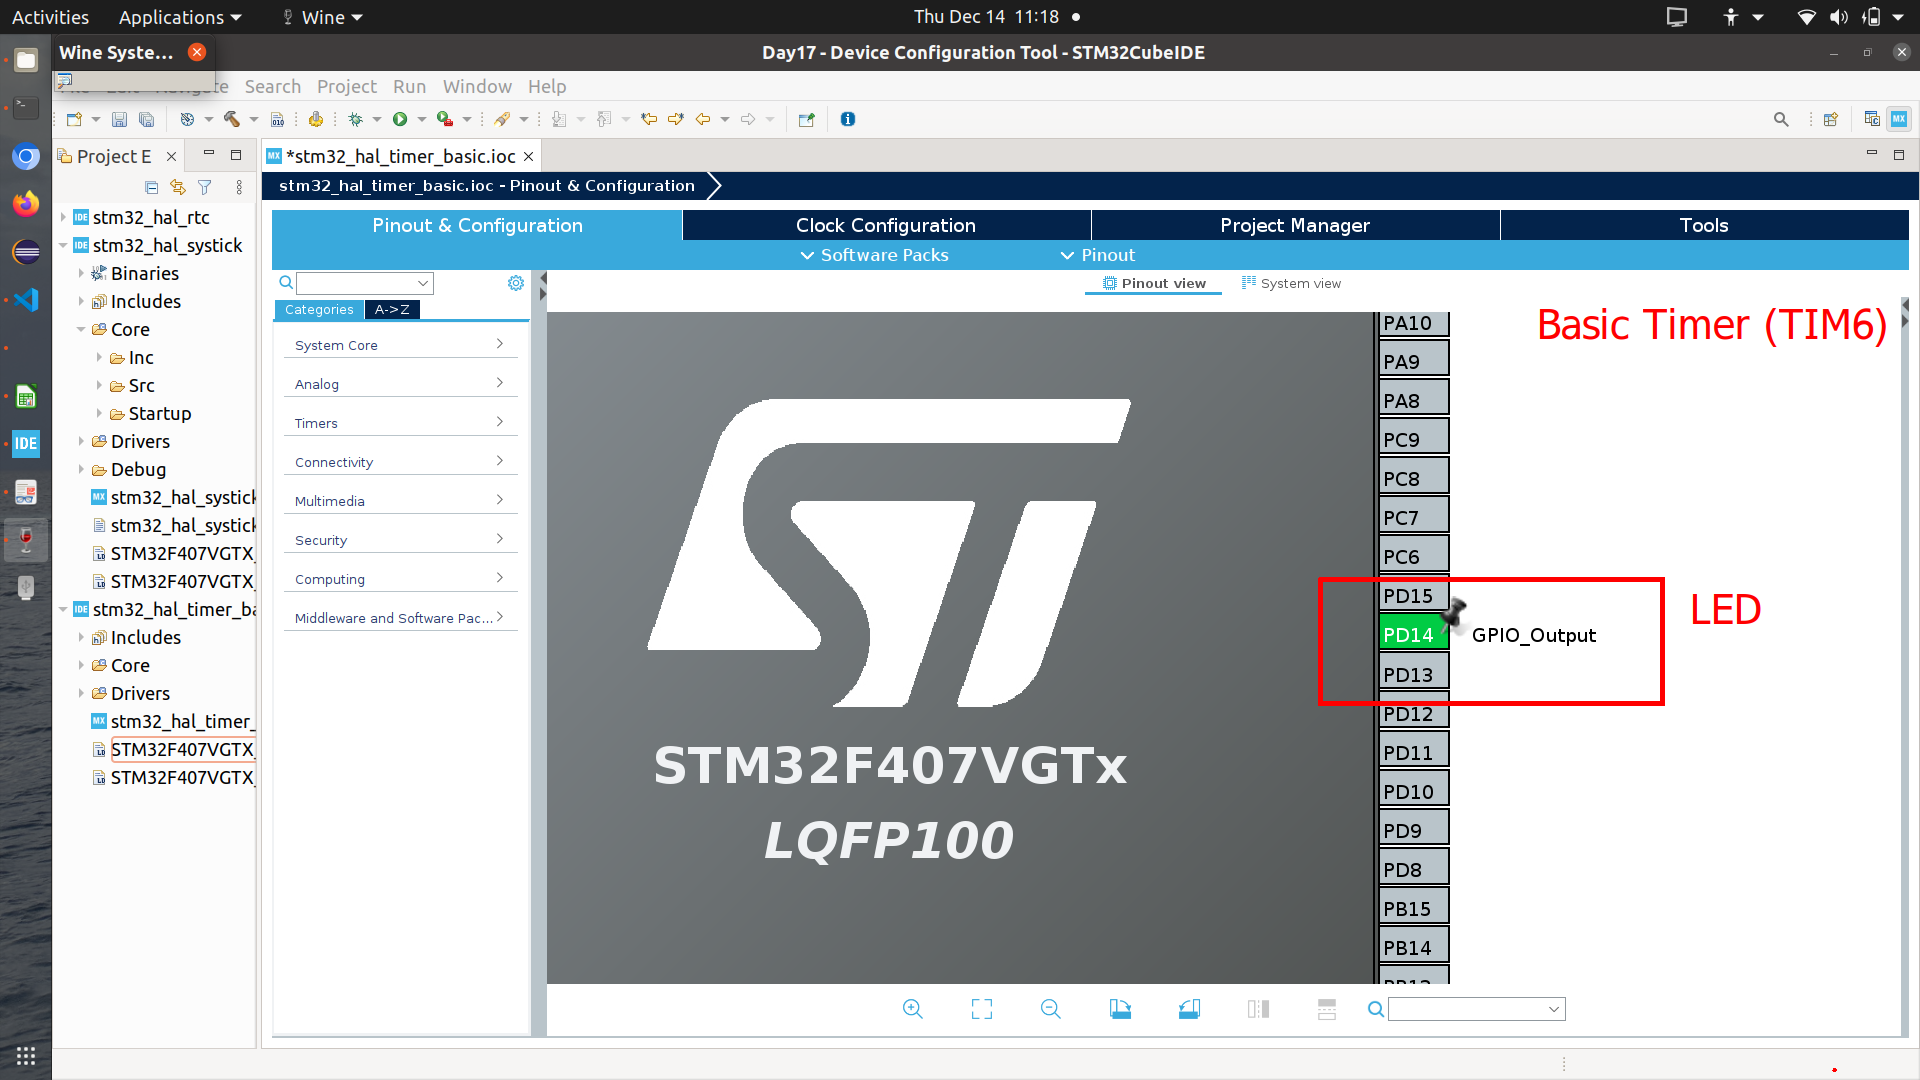 Activities
Applications
Wine
Thu Dec 14 11:18
Wine Syste...
Day17 - Device Configuration Tool - STM32CubeIDE
Search
Project
Run
Window
Help
Project E
*stm32_hal_timer_basic.ioc
stm32_hal_timer_basic.ioc - Pinout & Configuration
Pinout & Configuration
Clock Configuration
Project Manager
Tools
Software Packs
Pinout
Pinout view
System view
Categories
A->Z
System Core
Analog
Timers
Connectivity
Multimedia
Security
Computing
Middleware and Software Pac...
stm32_hal_rtc
stm32_hal_systick
Binaries
Includes
Core
Inc
Src
Startup
Drivers
Debug
stm32_hal_systick
stm32_hal_systick
STM32F407VGTX_
STM32F407VGTX_
stm32_hal_timer_ba
Includes
Core
Drivers
stm32_hal_timer_
STM32F407VGTX_
STM32F407VGTX_
IDE
STM32F407VGTx
LQFP100
PA10
PA9
PA8
PC9
PC8
PC7
PC6
PD15
PD14
GPIO_Output
PD13
PD12
PD11
PD10
PD9
PD8
PB15
PB14
Basic Timer (TIM6)
LED